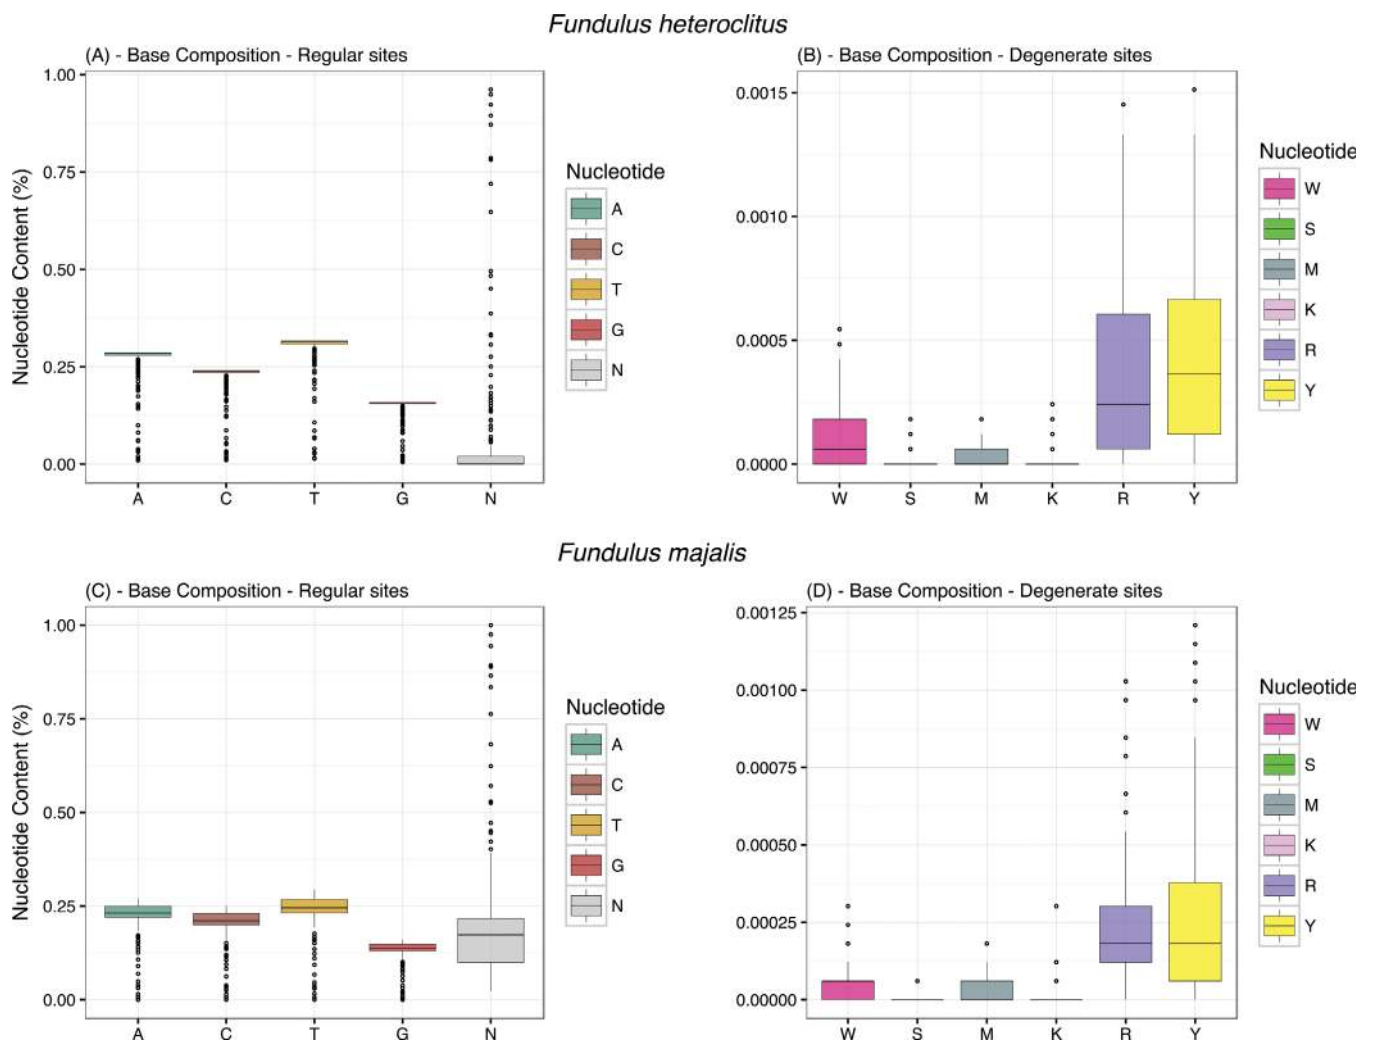 Fundulus heteroclitus
(A) - Base Composition - Regular sites
Nucleotide Content (%)
1.00
0.75
0.50
0.25
0.00
A C T G N
Nucleotide
A
C
T
G
N
(B) - Base Composition - Degenerate sites
0.0015
0.0010
0.0005
0.0000
W S M K R Y
Nucleotide
W
S
M
K
R
Y
Fundulus majalis
(C) - Base Composition - Regular sites
Nucleotide Content (%)
1.00
0.75
0.50
0.25
0.00
A C T G N
Nucleotide
A
C
T
G
N
(D) - Base Composition - Degenerate sites
0.00125
0.00100
0.00075
0.00050
0.00025
0.00000
W S M K R Y
Nucleotide
W
S
M
K
R
Y